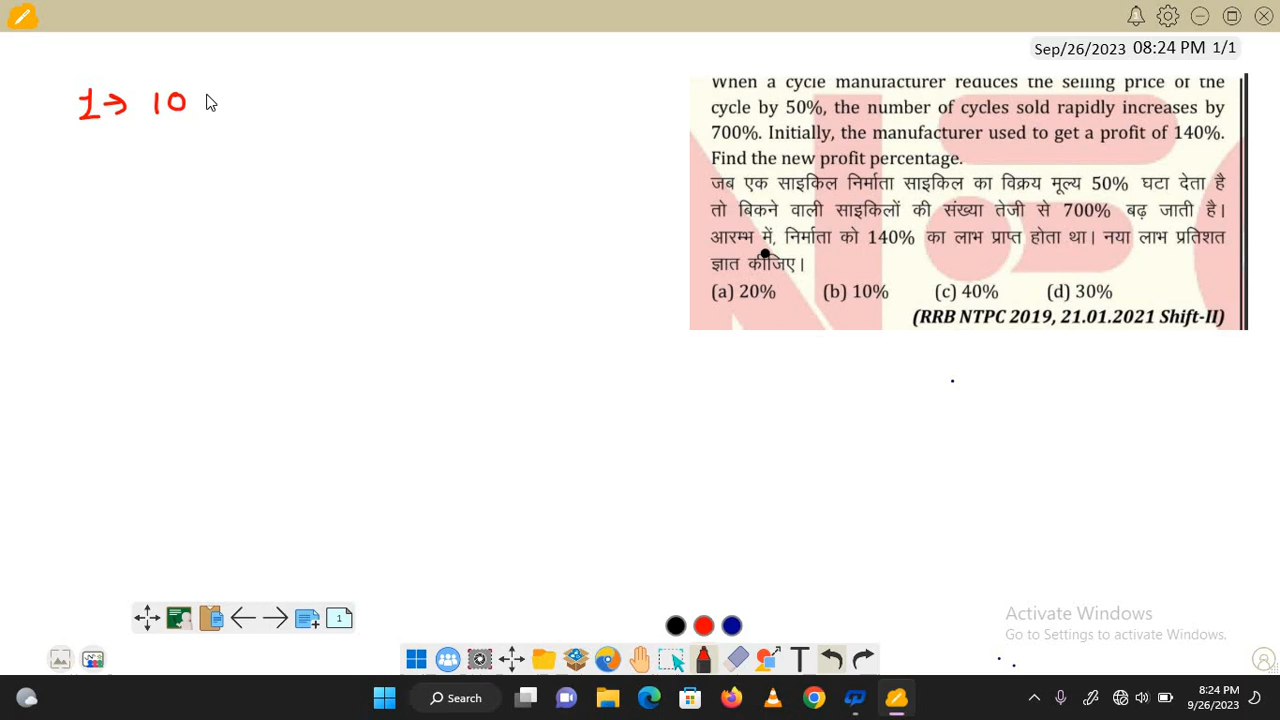 Sep/26/2023 08:24 PM 1/1
1 → 10
When a cycle manufacturer reduces the selling price of the
cycle by 50%, the number of cycles sold rapidly increases by
700%. Initially, the manufacturer used to get a profit of 140%.
Find the new profit percentage.
जब एक साइकिल निर्माता साइकिल का विक्रय मूल्य 50% घटा देता है
तो बिकने वाली साइकिलों की संख्या तेजी से 700% बढ़ जाती है।
आरम्भ में, निर्माता को 140% का लाभ प्राप्त होता था। नया लाभ प्रतिशत
ज्ञात कीजिए।
(a) 20% (b) 10% (c) 40% (d) 30%
(RRB NTPC 2019, 21.01.2021 Shift-II)
1
Activate Windows
Go to Settings to activate Windows.
Search
8:24 PM
9/26/2023